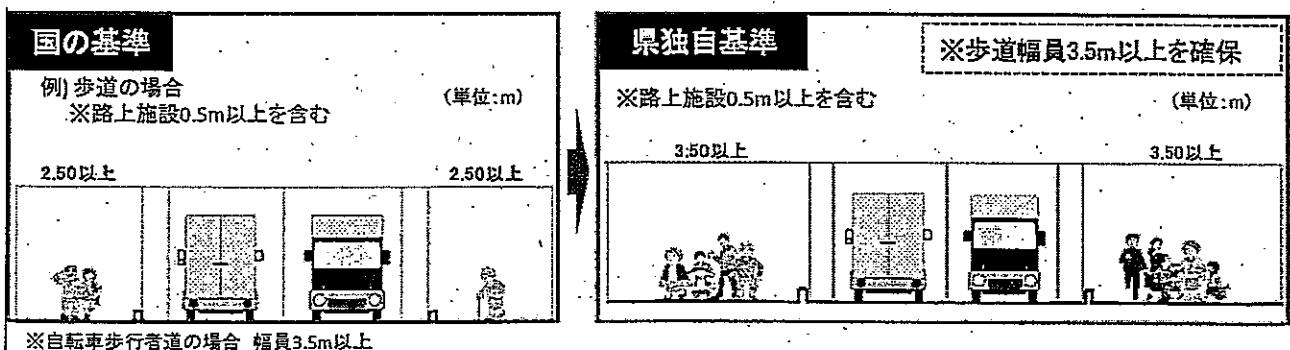 国の基準
例) 歩道の場合
※路上施設0.5m以上を含む
(単位:m)
2.50以上
2.50以上
※自転車歩行者道の場合 幅員3.5m以上
県独自基準
※歩道幅員3.5m以上を確保
※路上施設0.5m以上を含む
(単位:m)
3.50以上
3.50以上